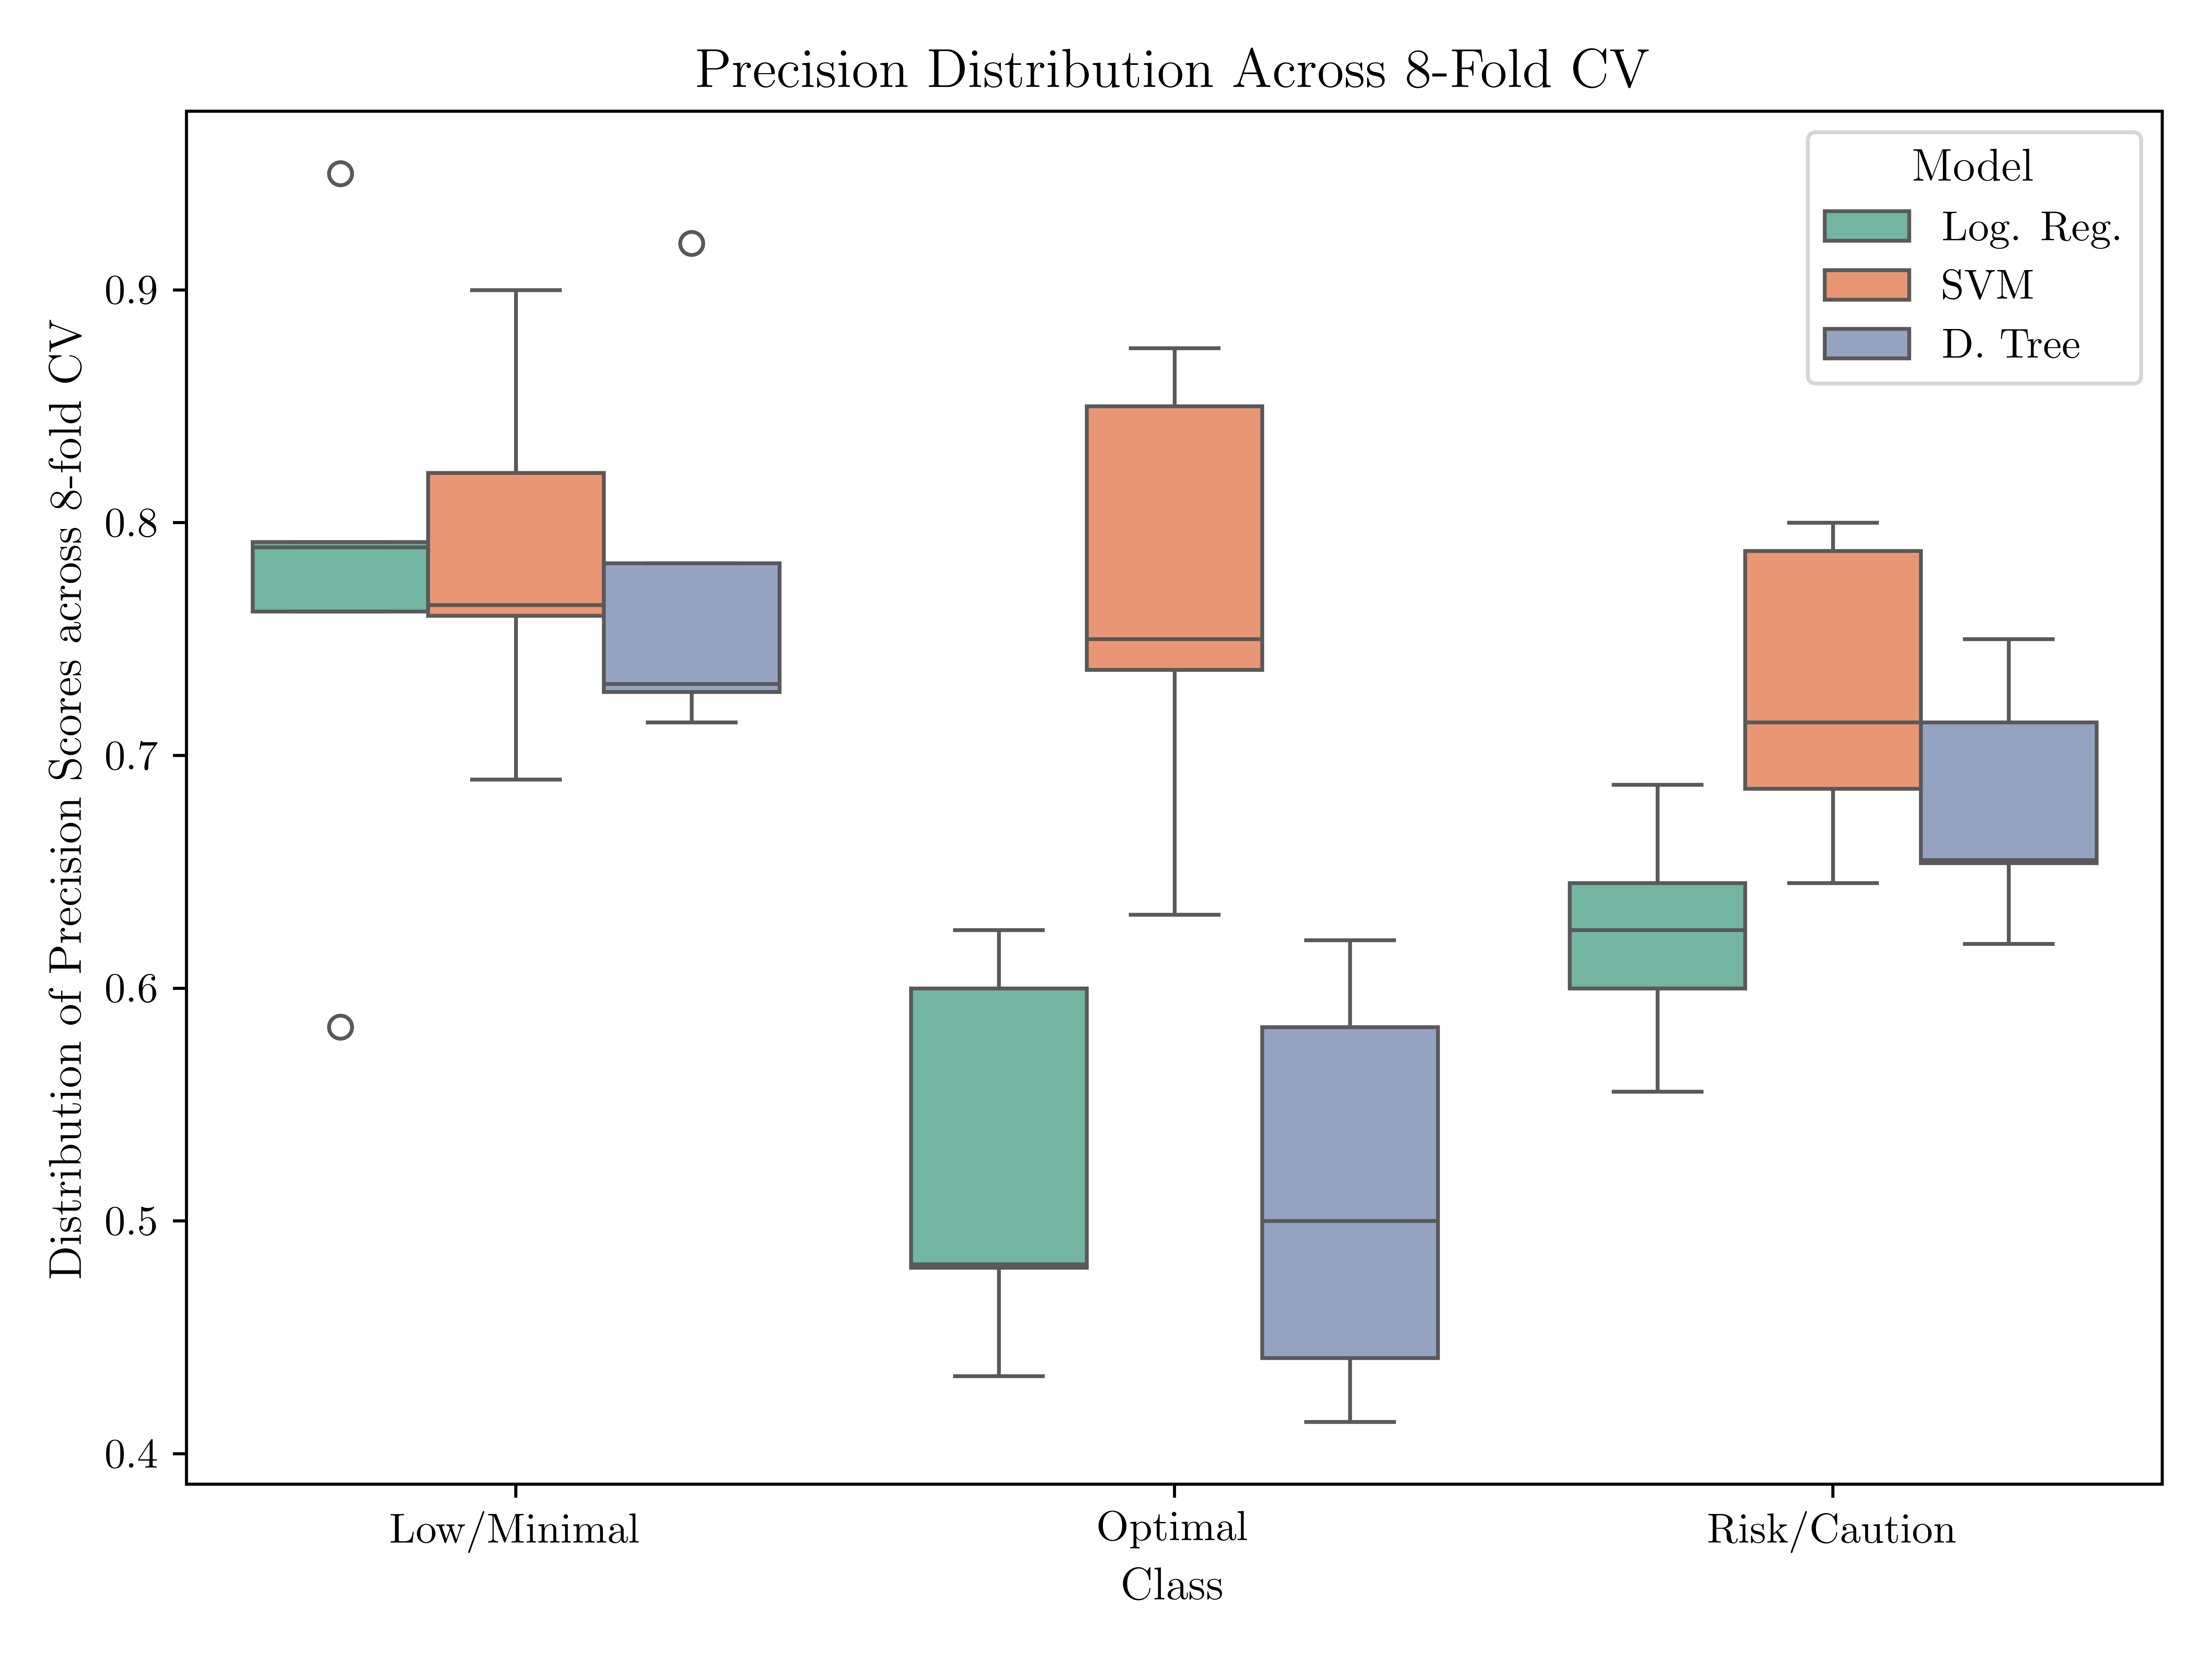 Precision Distribution Across 8-Fold CV
Distribution of Precision Scores across 8-fold CV
0.9
0.8
0.7
0.6
0.5
0.4
Model
Log. Reg.
SVM
D. Tree
Low/Minimal
Optimal
Risk/Caution
Class